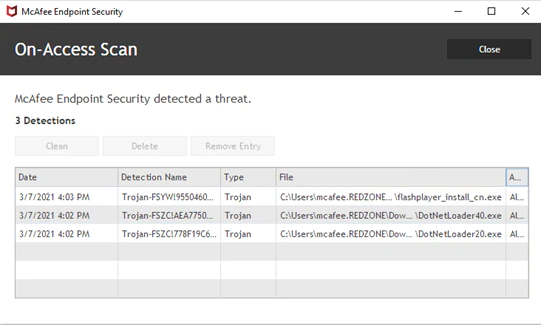 McAfee Endpoint Security
On-Access Scan
Close
McAfee Endpoint Security detected a threat.
3 Detections
Clean Delete Remove Entry
Date Detection Name Type File A...
3/7/2021 4:03 PM Trojan-FSYW!9550460... Trojan C:\Users\mcafee.REDZONE... \flashplayer_install_cn.exe Al...
3/7/2021 4:02 PM Trojan-FSZC!AEA7750... Trojan C:\Users\mcafee.REDZONE\Dow... \DotNetLoader40.exe Al...
3/7/2021 4:02 PM Trojan-FSZC!778F19C6... Trojan C:\Users\mcafee.REDZONE\Dow... \DotNetLoader20.exe Al...